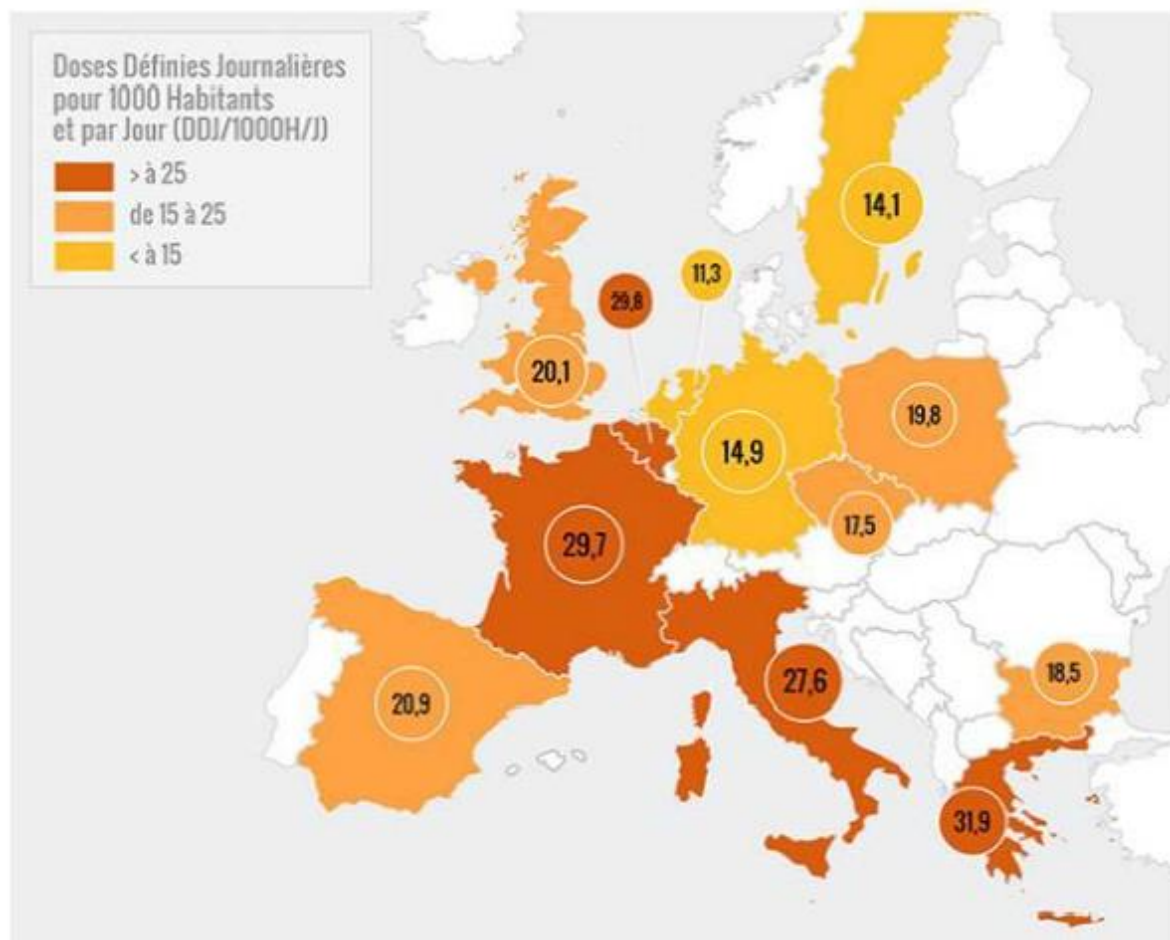 Doses Définies Journalières
pour 1000 Habitants
et par Jour (DDJ/1000H/J)
> à 25
de 15 à 25
< à 15
14,1
11,3
29,8
20,1
19,8
14,9
17,5
29,7
18,5
27,6
20,9
31,9